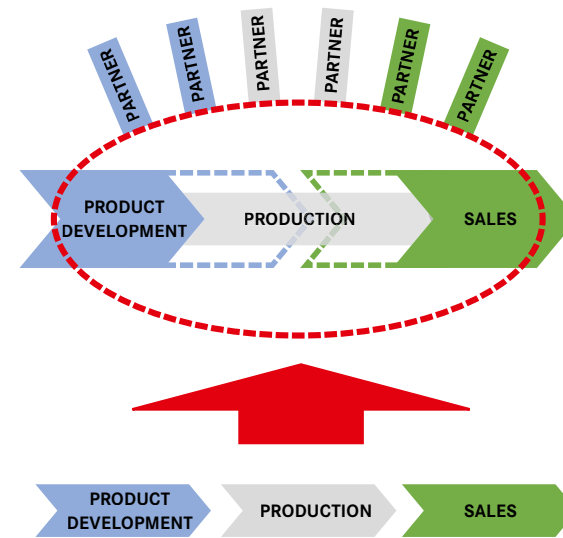 PARTNER
PARTNER
PARTNER
PARTNER
PARTNER
PARTNER
PRODUCT
DEVELOPMENT
PRODUCTION
SALES
PRODUCT
DEVELOPMENT
PRODUCTION
SALES